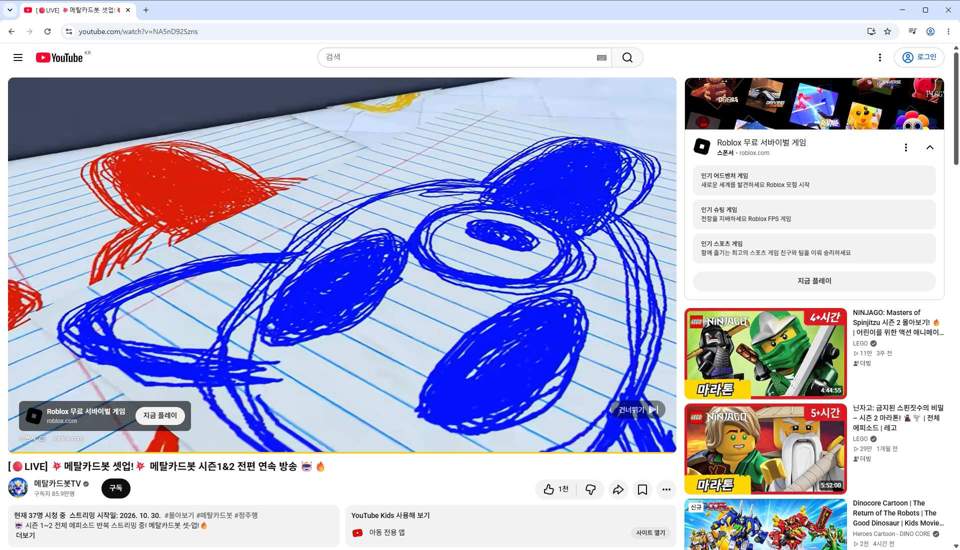 [🔴LIVE] 💥 메탈카드봇 셋업! 💥
youtube.com/watch?v=NA5nD92Szns
YouTube KR
검색
로그인
Roblox 무료 서바이벌 게임
roblox.com
지금 플레이
건너뛰기
Roblox 무료 서바이벌 게임
스폰서 · roblox.com
인기 어드벤처 게임
새로운 세계를 발견하세요 Roblox 모험 시작
인기 슈팅 게임
전장을 지배하세요 Roblox FPS 게임
인기 스포츠 게임
함께 즐기는 최고의 스포츠 게임 친구와 팀을 이뤄 승리하세요
지금 플레이
[🔴LIVE] 💥 메탈카드봇 셋업! 💥 메탈카드봇 시즌1&2 전편 연속 방송 🤖 🔥
메탈카드봇TV
구독자 85.9만명
구독
1천
현재 37명 시청 중 스트리밍 시작일: 2026. 10. 30. #몰아보기 #메탈카드봇 #정주행
🤖 시즌 1~2 전체 에피소드 반복 스트리밍 중! 메탈카드봇 셋-업! 🔥
더보기
YouTube Kids 사용해 보기
아동 전용 앱
사이트 열기
LEGO NINJAGO
4+시간
마라톤
4:44:55
NINJAGO: Masters of
Spinjitzu 시즌 2 몰아보기! 🔥
| 어린이를 위한 액션 애니메이...
LEGO
11만 3주 전
더빙
LEGO NINJAGO
5+시간
마라톤
5:52:00
닌자고: 금지된 스핀짓수의 비밀
– 시즌 2 마라톤! | 전체
에피소드 | 레고
LEGO
29만 1개월 전
더빙
신규
Dinocore Cartoon | The
Return of The Robots | The
Good Dinosaur | Kids Movie...
Heroes Cartoon - DINO CORE
2천 4시간 전